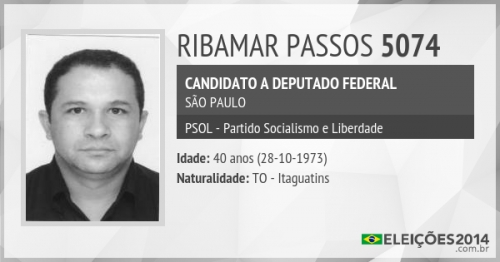 RIBAMAR PASSOS 5074
CANDIDATO A DEPUTADO FEDERAL
SÃO PAULO
PSOL - Partido Socialismo e Liberdade
Idade: 40 anos (28-10-1973)
Naturalidade: TO - Itaguatins
ELEIÇÕES2014
.com.br